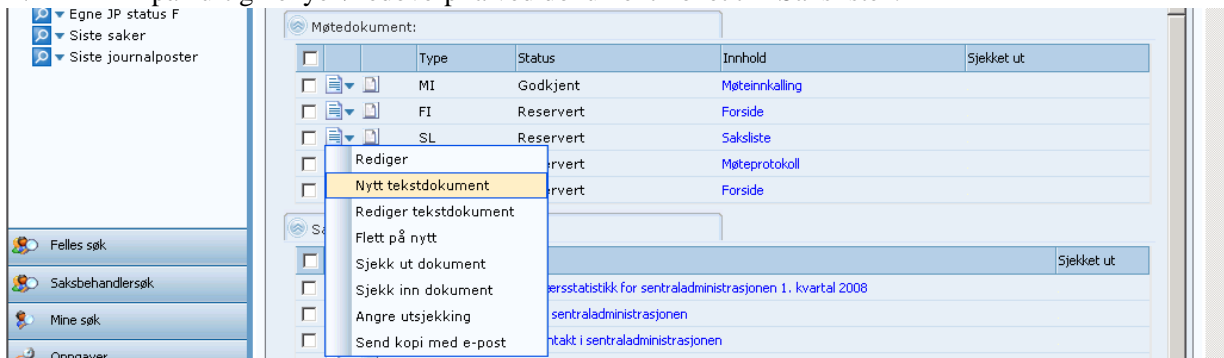 Egne JP status F
Siste saker
Siste journalposter
Felles søk
Saksbehandlersøk
Mine søk
Oppgaver
Møtedokument:
Type Status Innhold Sjekket ut
MI Godkjent Møteinnkalling
FI Reservert Forside
SL Reservert Saksliste
Rediger
ervert Møteprotokoll
Nytt tekstdokument
ervert Forside
Rediger tekstdokument
Flett på nytt
Sa
Sjekk ut dokument
Sjekket ut
Sjekk inn dokument
ersstatistikk for sentraladministrasjonen 1. kvartal 2008
Angre utsjekking
sentraladministrasjonen
Send kopi med e-post
ntakt i sentraladministrasjonen